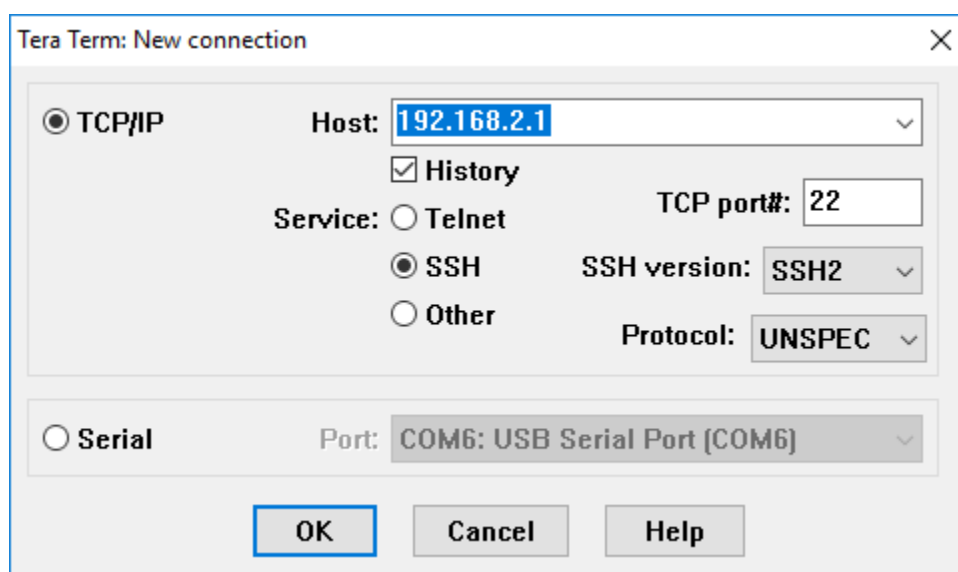 Tera Term: New connection
TCP/IP
Host: 192.168.2.1
History
Service: Telnet
TCP port#: 22
SSH
SSH version: SSH2
Other
Protocol: UNSPEC
Serial
Port: COM6: USB Serial Port (COM6)
OK
Cancel
Help